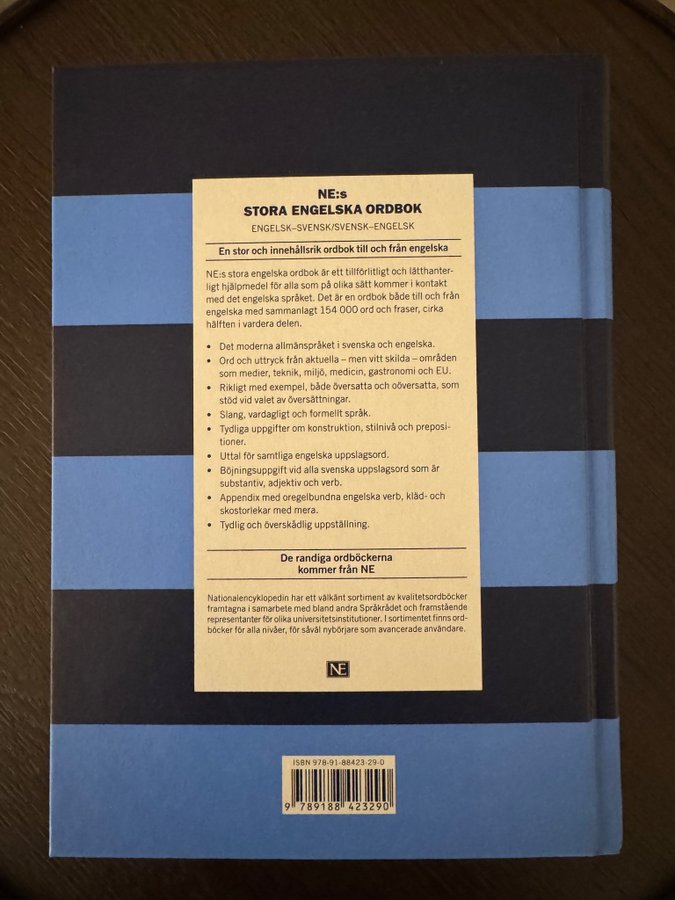 NE:s
STORA ENGELSKA ORDBOK
ENGELSK–SVENSK/SVENSK–ENGELSK
En stor och innehållsrik ordbok till och från engelska
NE:s stora engelska ordbok är ett tillförlitligt och lätthanter-
ligt hjälpmedel för alla som på olika sätt kommer i kontakt
med det engelska språket. Det är en ordbok både till och från
engelska med sammanlagt 154 000 ord och fraser, cirka
hälften i vardera delen.
• Det moderna allmänspråket i svenska och engelska.
• Ord och uttryck från aktuella – men vitt skilda – områden
som medier, teknik, miljö, medicin, gastronomi och EU.
• Rikligt med exempel, både översatta och oöversatta, som
stöd vid valet av översättningar.
• Slang, vardagligt och formellt språk.
• Tydliga uppgifter om konstruktion, stilnivå och preposi-
tioner.
• Uttal för samtliga engelska uppslagsord.
• Böjningsuppgift vid alla svenska uppslagsord som är
substantiv, adjektiv och verb.
• Appendix med oregelbundna engelska verb, kläd- och
skostorlekar med mera.
• Tydlig och överskådlig uppställning.
De randiga ordböckerna
kommer från NE
Nationalencyklopedin har ett välkänt sortiment av kvalitetsordböcker
framtagna i samarbete med bland andra Språkrådet och framstående
representanter för olika universitetsinstitutioner. I sortimentet finns ord-
böcker för alla nivåer, för såväl nybörjare som avancerade användare.
NE
ISBN 978-91-88423-29-0
9 789188 423290